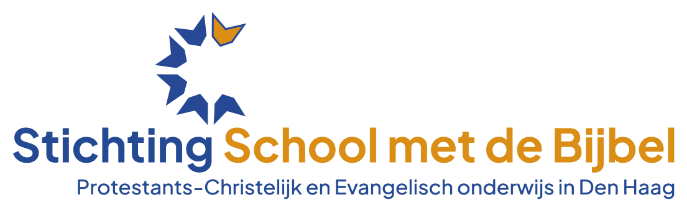 Stichting School met de Bijbel
Protestants-Christelijk en Evangelisch onderwijs in Den Haag